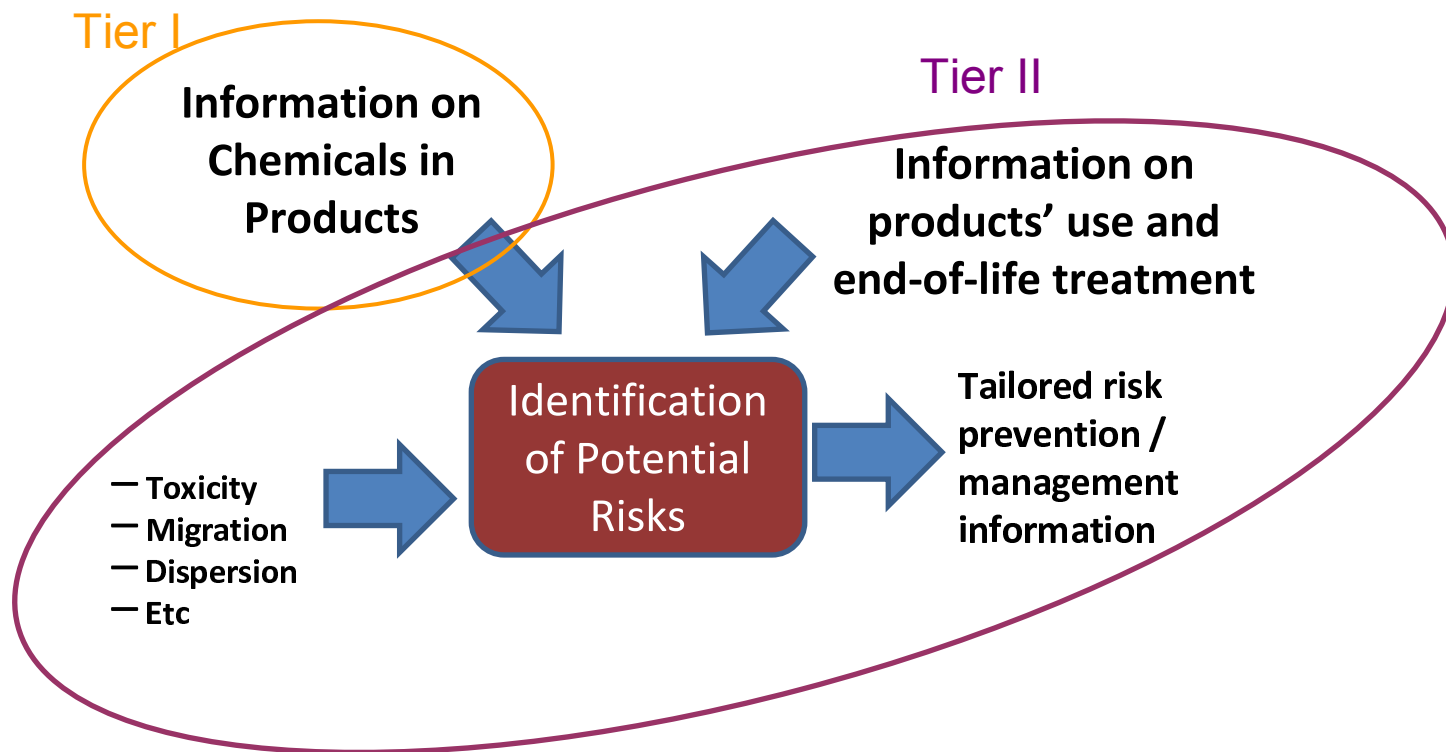 Tier I
Information on
Chemicals in
Products
Tier II
Information on
products’ use and
end-of-life treatment
Identification
of Potential
Risks
Tailored risk
prevention /
management
information
— Toxicity
— Migration
— Dispersion
— Etc